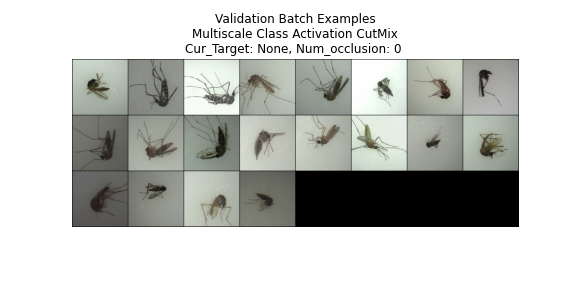 Validation Batch Examples
Multiscale Class Activation CutMix
Cur_Target: None, Num_occlusion: 0